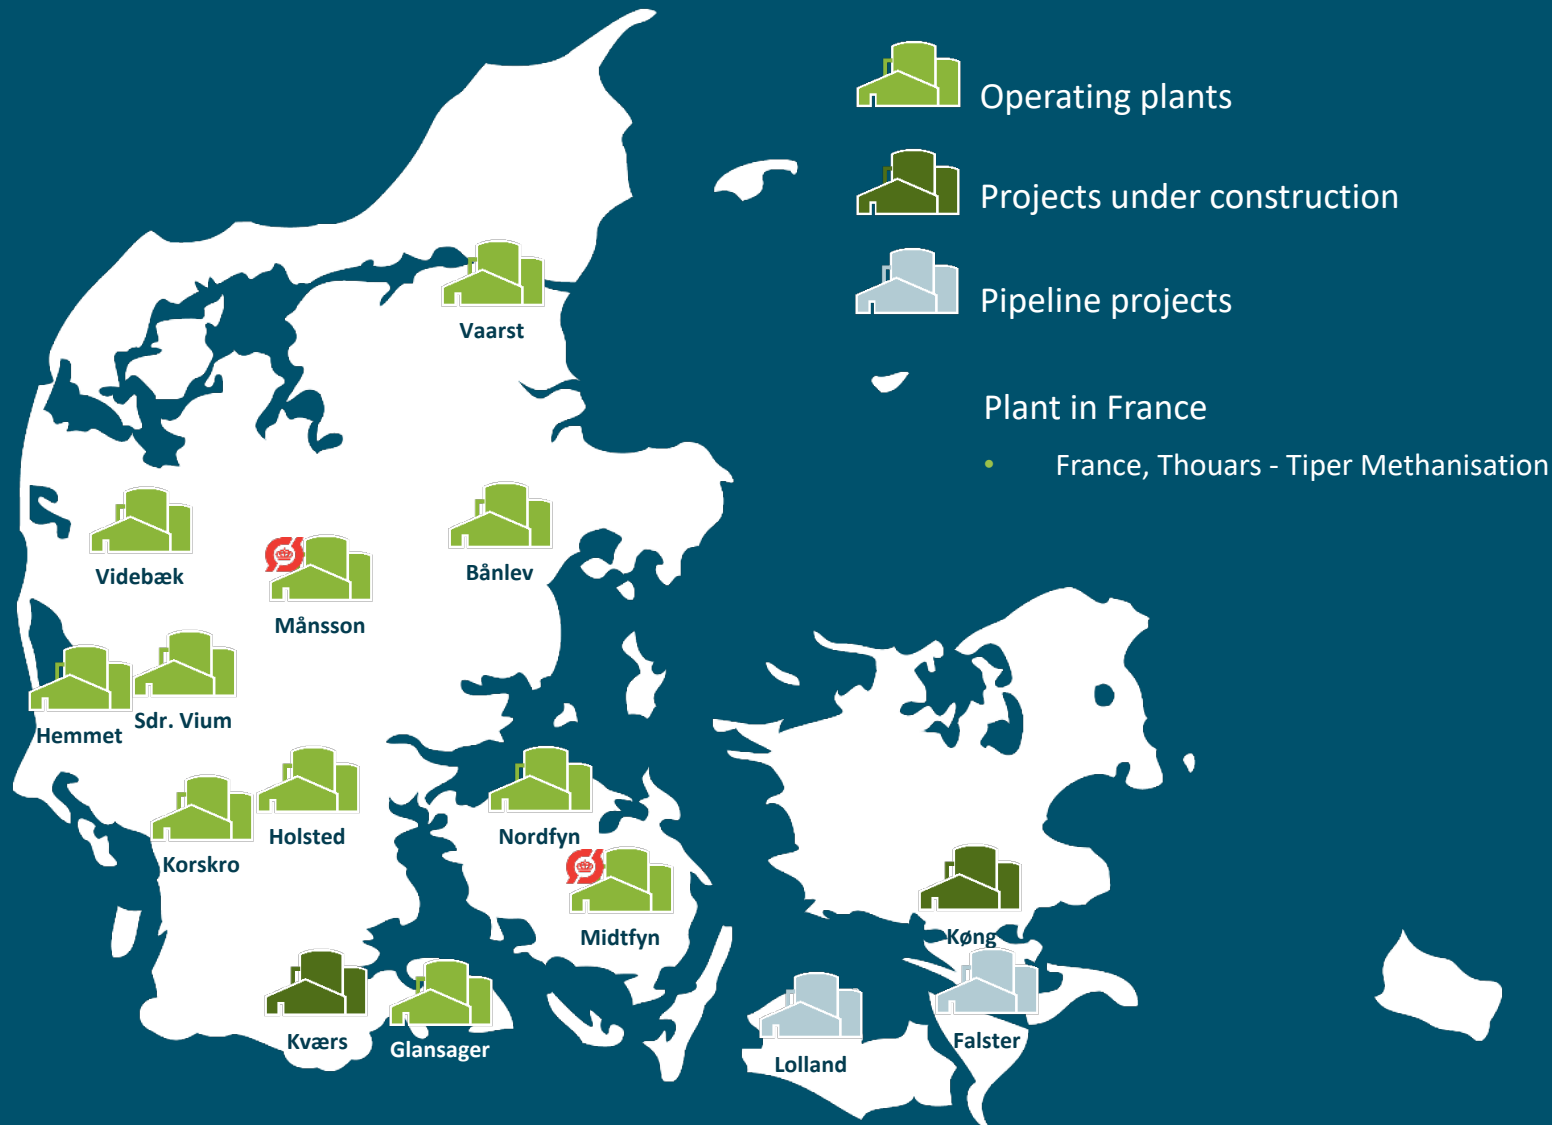 Operating plants
Projects under construction
Pipeline projects
Plant in France
• France, Thouars - Tiper Methanisation
Vaarst
Videbæk
Månsson
Bånlev
Hemmet
Sdr. Vium
Korskro
Holsted
Nordfyn
Midtfyn
Køng
Kværs
Glansager
Lolland
Falster